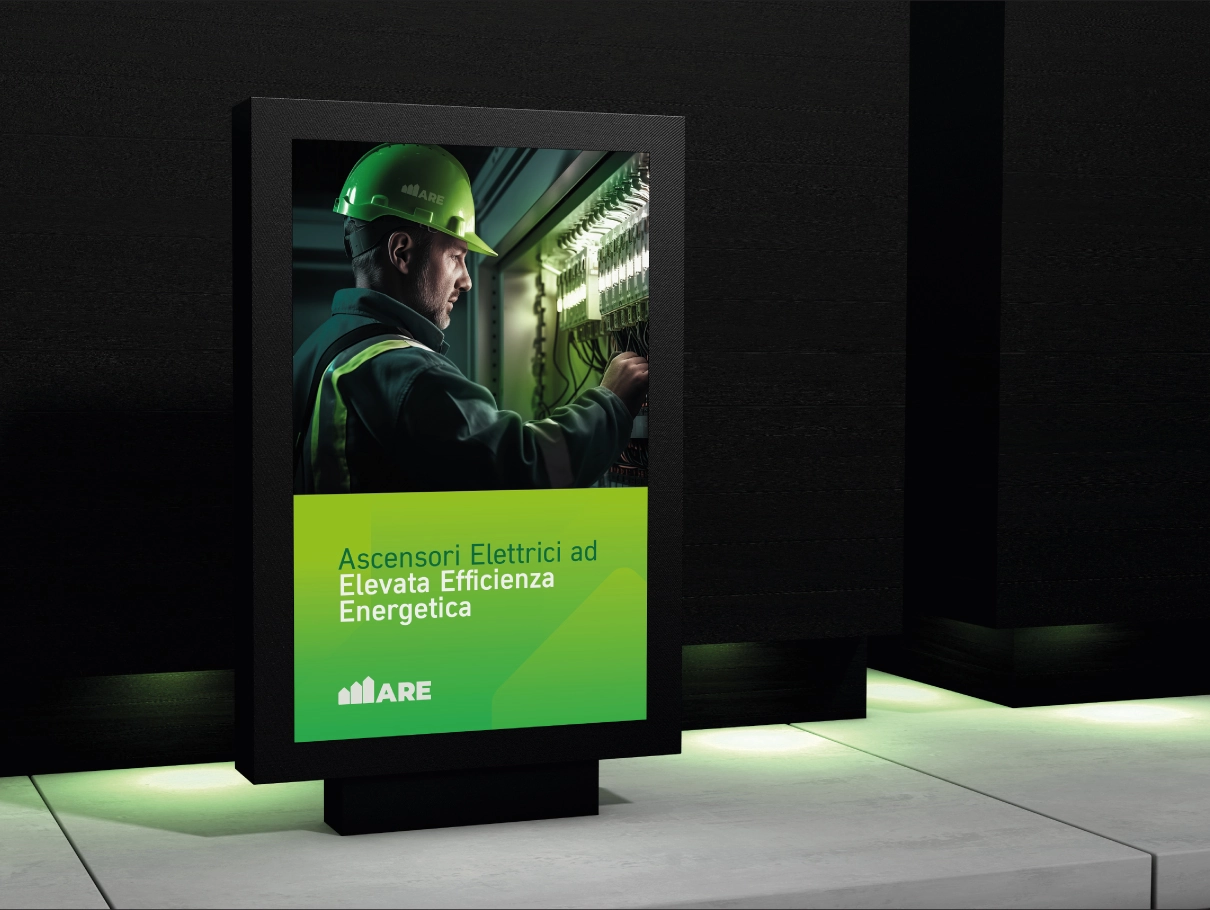 ARE
Ascensori Elettrici ad
Elevata Efficienza
Energetica
ARE